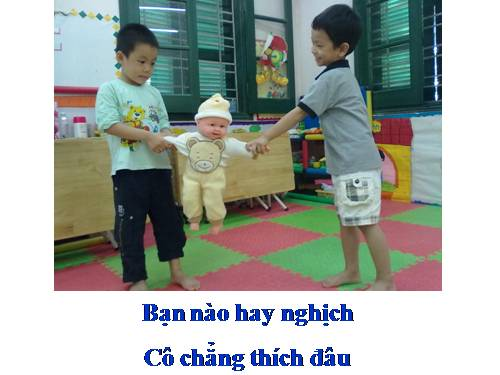 Bạn nào hay nghịch
Cô chẳng thích đâu